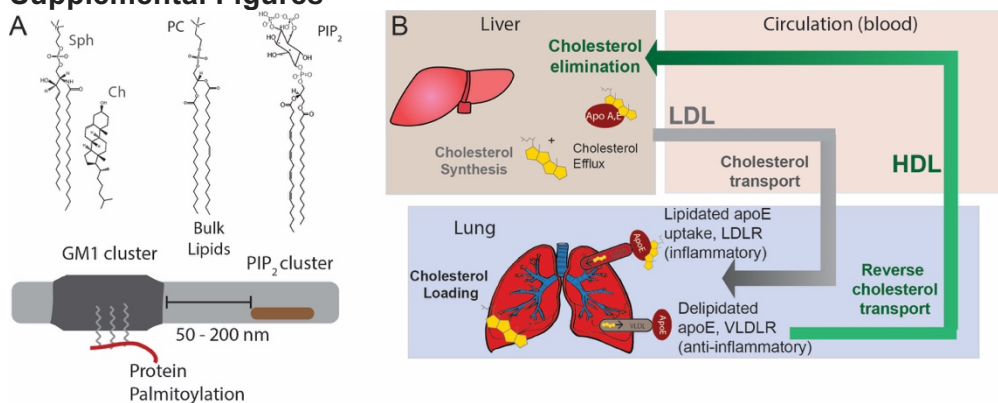 Supplemental Figures
A
Sph
Ch
PC
PIP2
Bulk
Lipids
GM1 cluster
PIP2 cluster
50 - 200 nm
Protein
Palmitoylation
B
Liver
Circulation (blood)
Cholesterol
elimination
Apo A,E
+
Cholesterol
Synthesis
Cholesterol
Efflux
LDL
Cholesterol
transport
HDL
Lung
Cholesterol
Loading
ApoE
Lipidated apoE
uptake, LDLR
(inflammatory)
VLDL
ApoE
Delipidated
apoE, VLDLR
(anti-inflammatory)
Reverse
cholesterol
transport